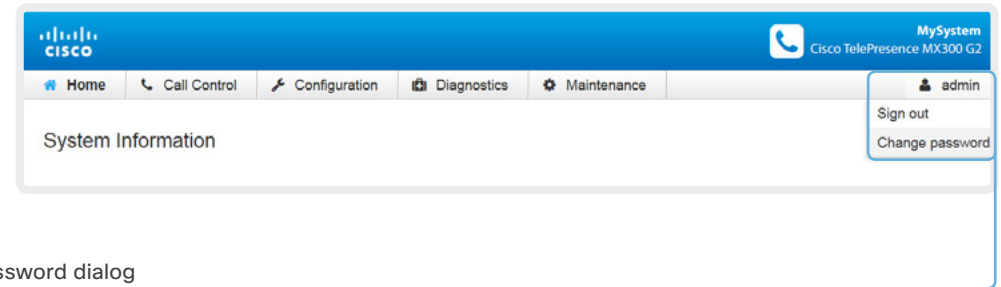 MySystem
CISCO
Cisco TelePresence MX300 G2
Home Call Control Configuration Diagnostics Maintenance admin
Sign out
System Information
Change password
dialog